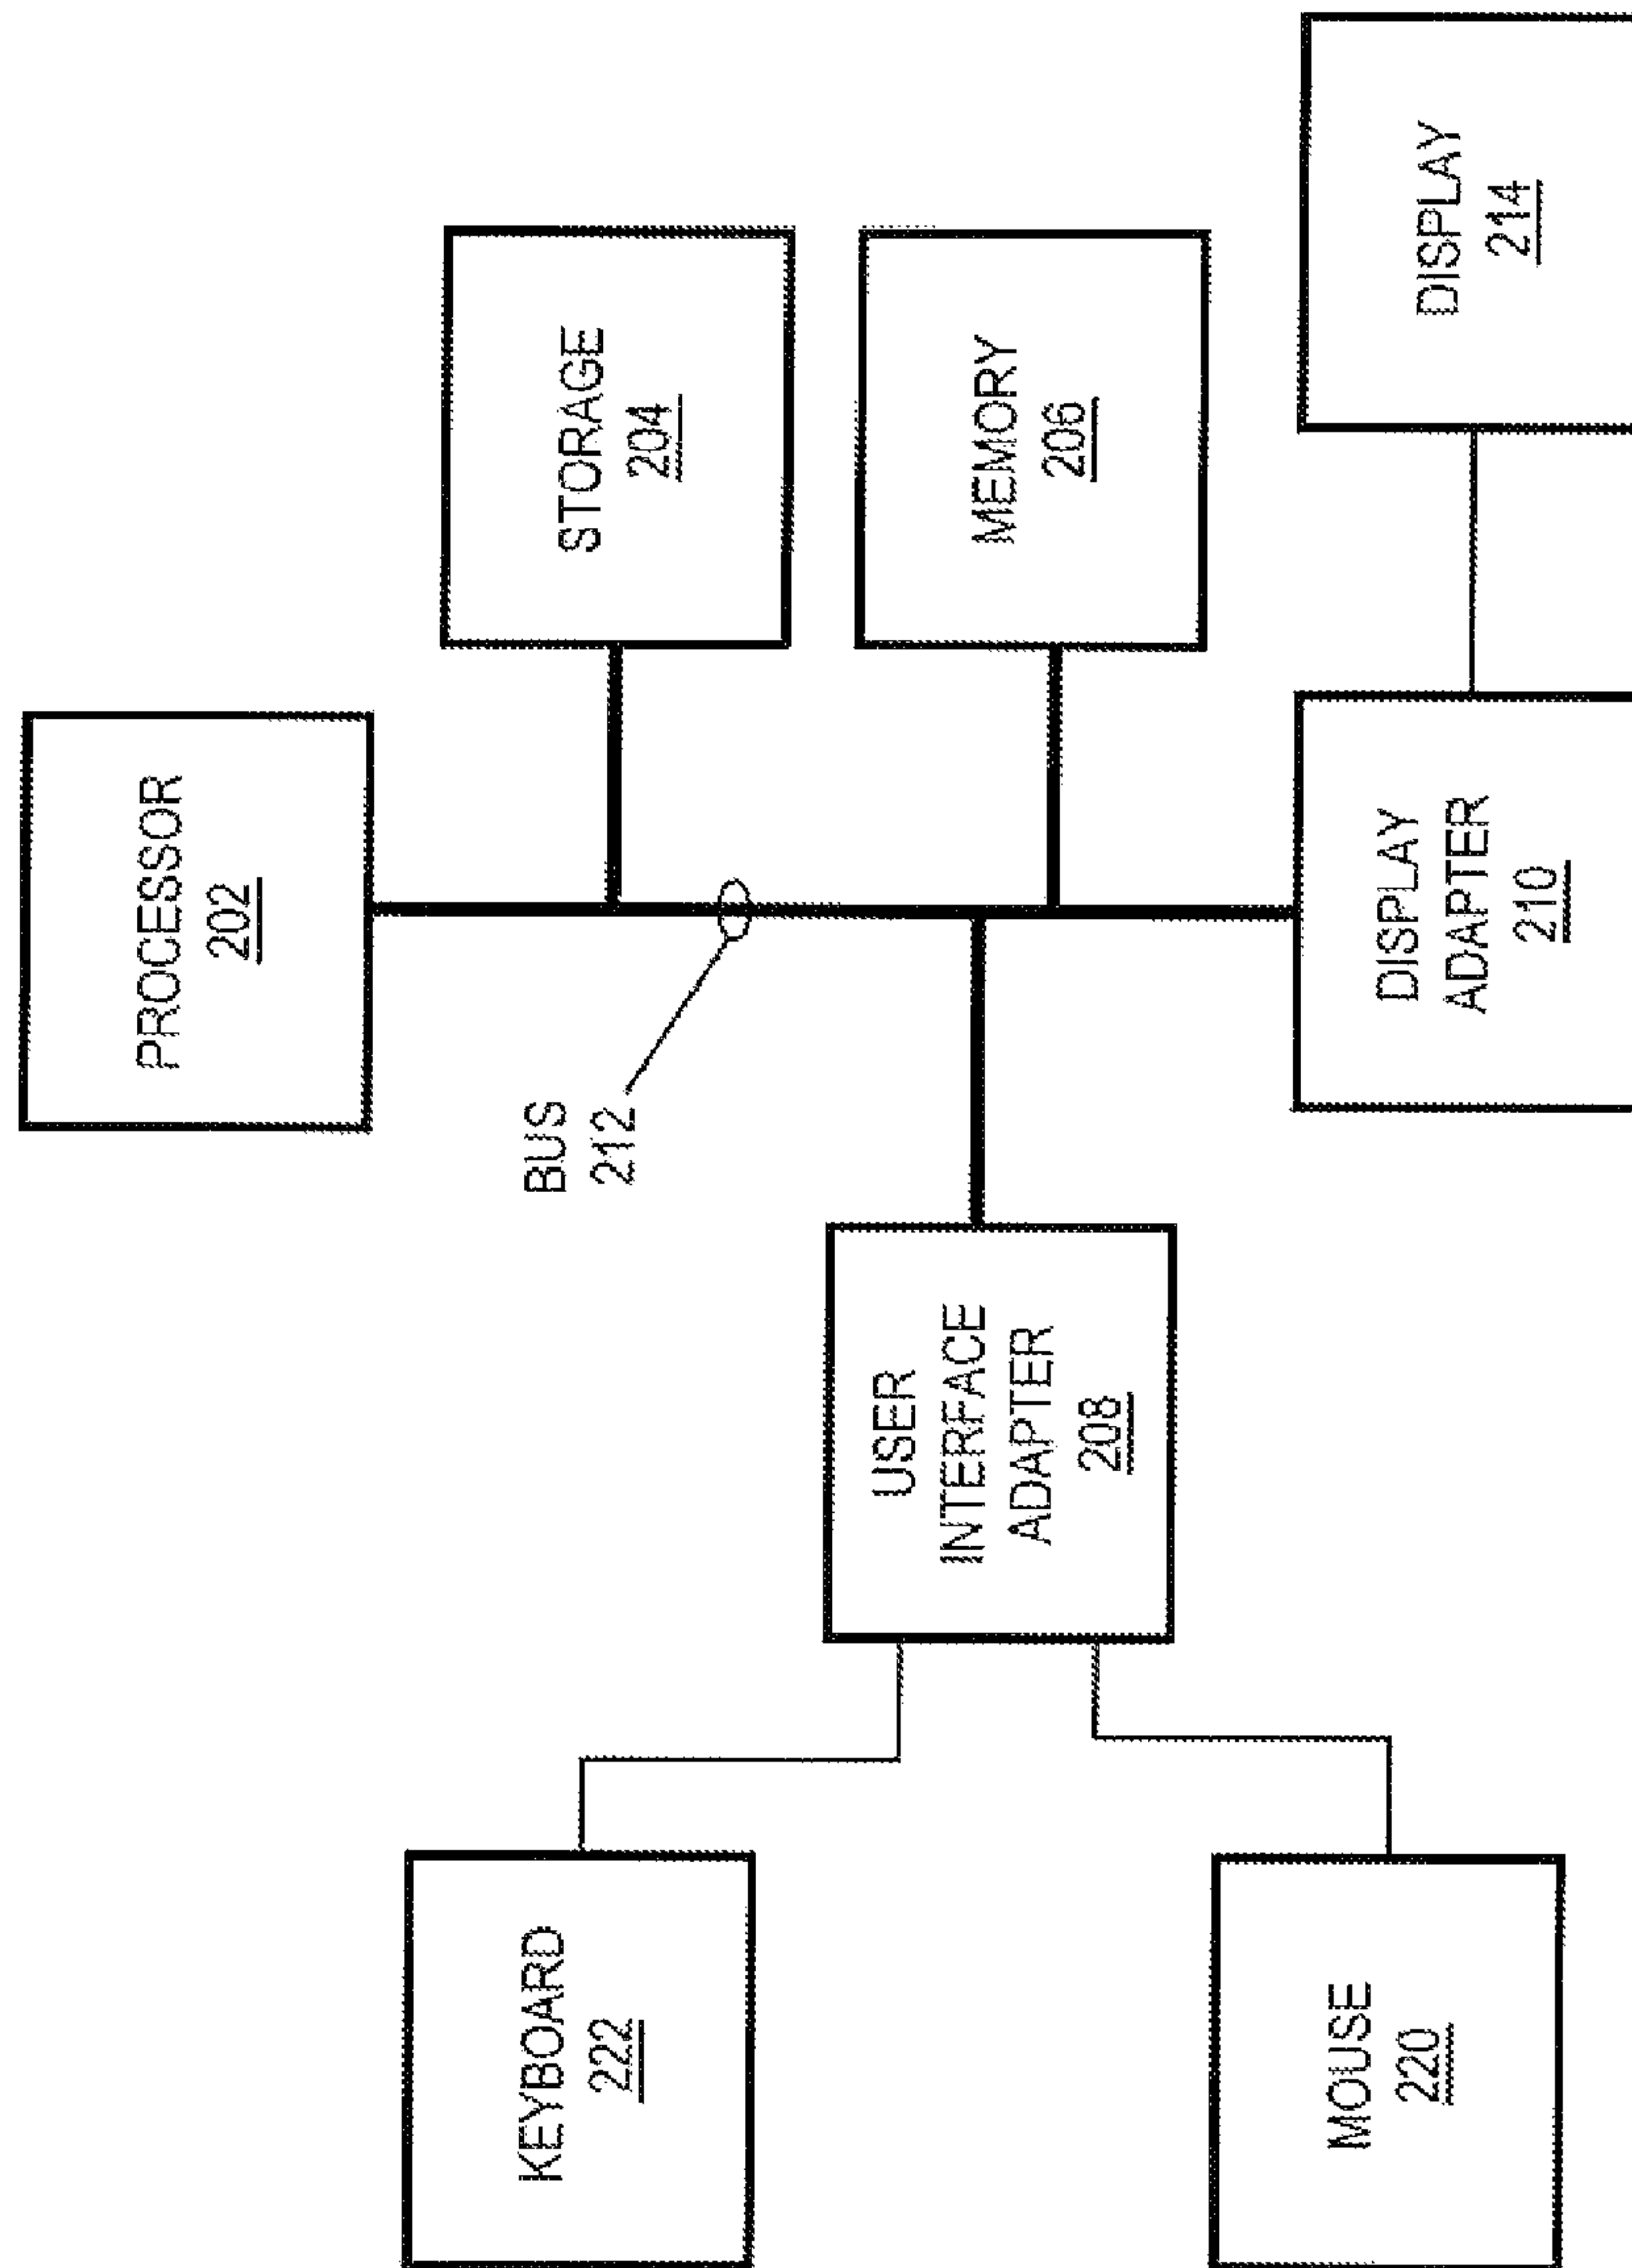 PROCESSOR
202
STORAGE
204
BUS
212
MEMORY
206
USER
INTERFACE
ADAPTER
208
KEYBOARD
222
MOUSE
220
DISPLAY
ADAPTER
210
DISPLAY
214